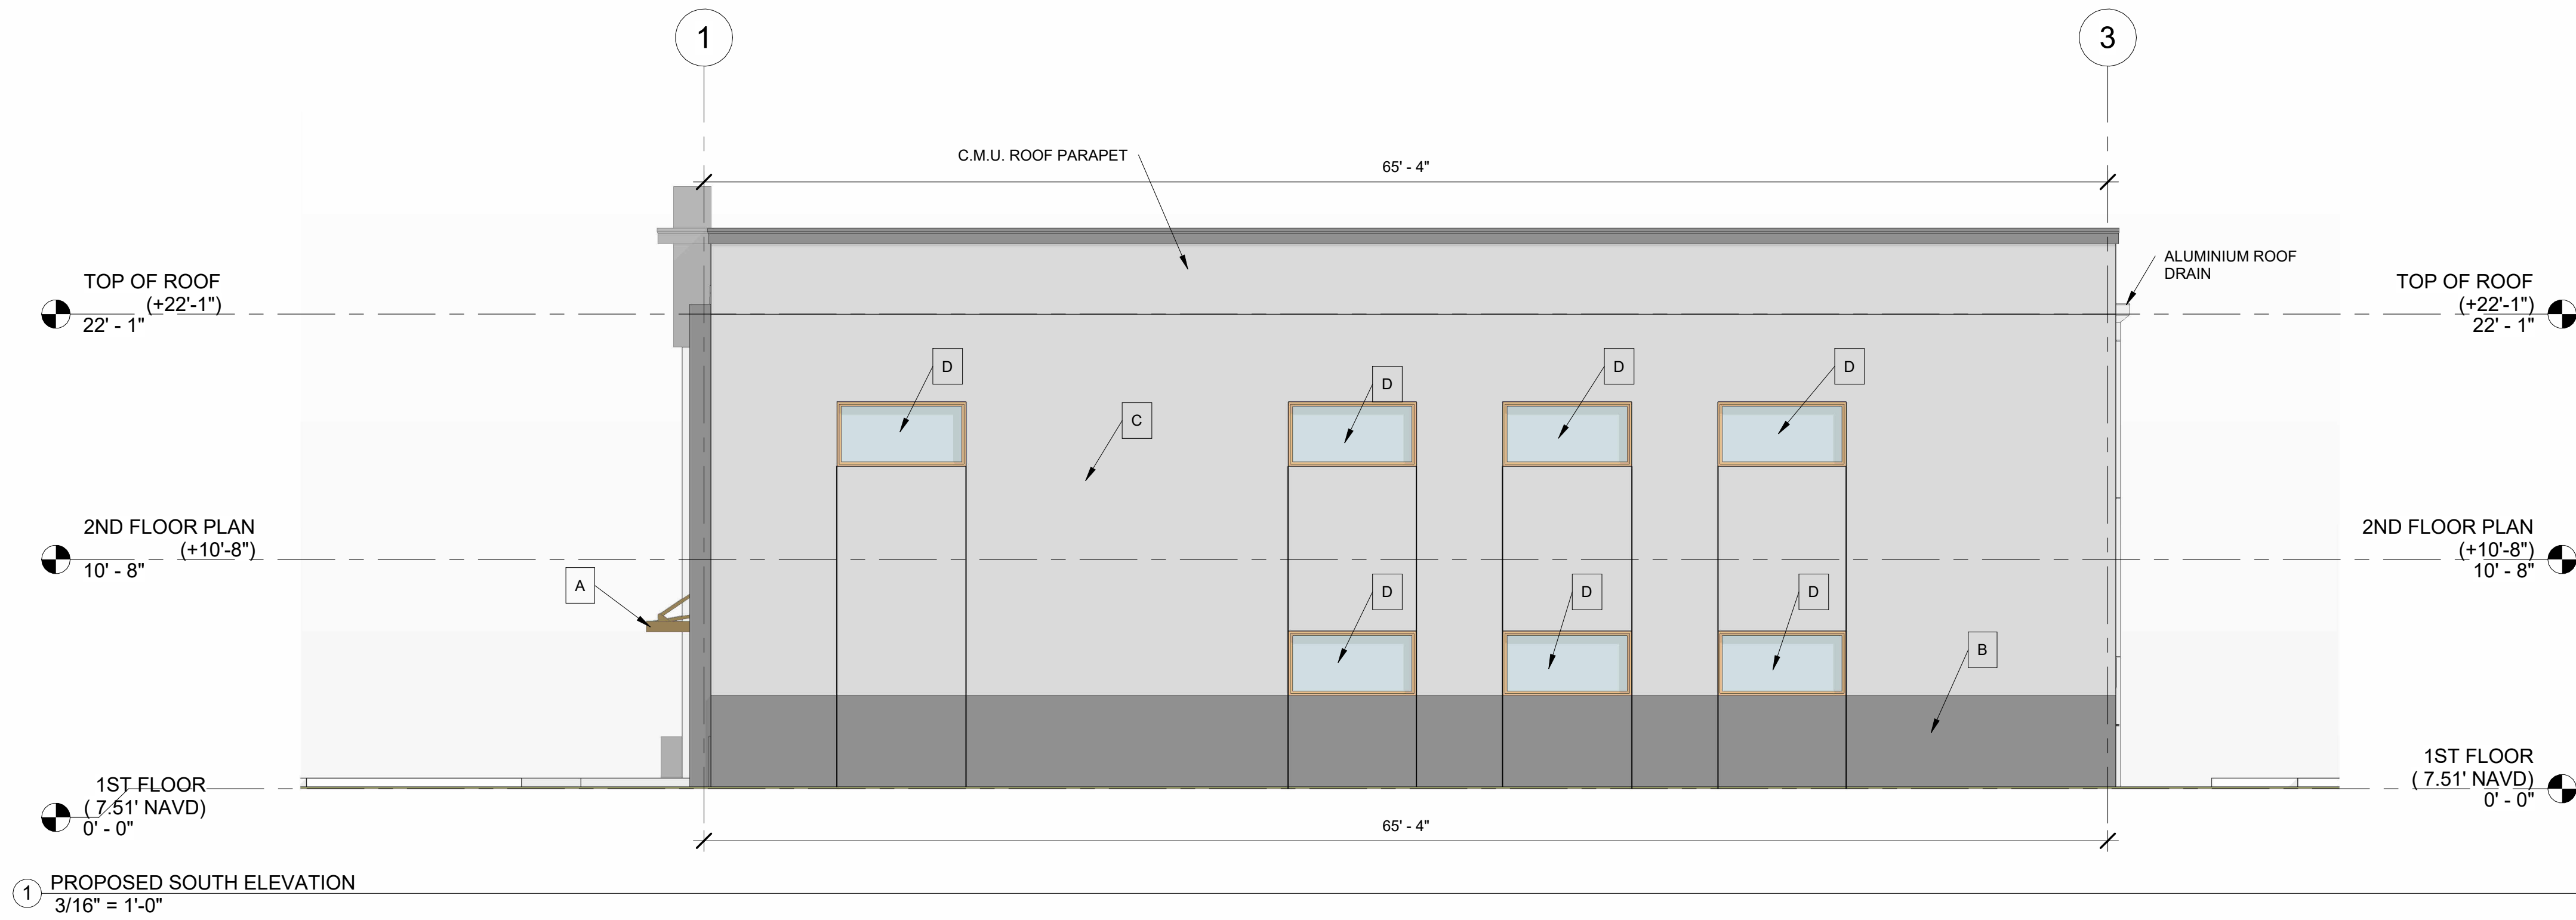 1
3
C.M.U. ROOF PARAPET
65' - 4"
ALUMINIUM ROOF
DRAIN
TOP OF ROOF
(+22'-1")
22' - 1"
TOP OF ROOF
(+22'-1")
22' - 1"
D
D
D
D
C
2ND FLOOR PLAN
(+10'-8")
10' - 8"
2ND FLOOR PLAN
(+10'-8")
10' - 8"
A
D
D
D
B
1ST FLOOR
( 7.51' NAVD)
0' - 0"
1ST FLOOR
( 7.51' NAVD)
0' - 0"
65' - 4"
1 PROPOSED SOUTH ELEVATION
3/16" = 1'-0"